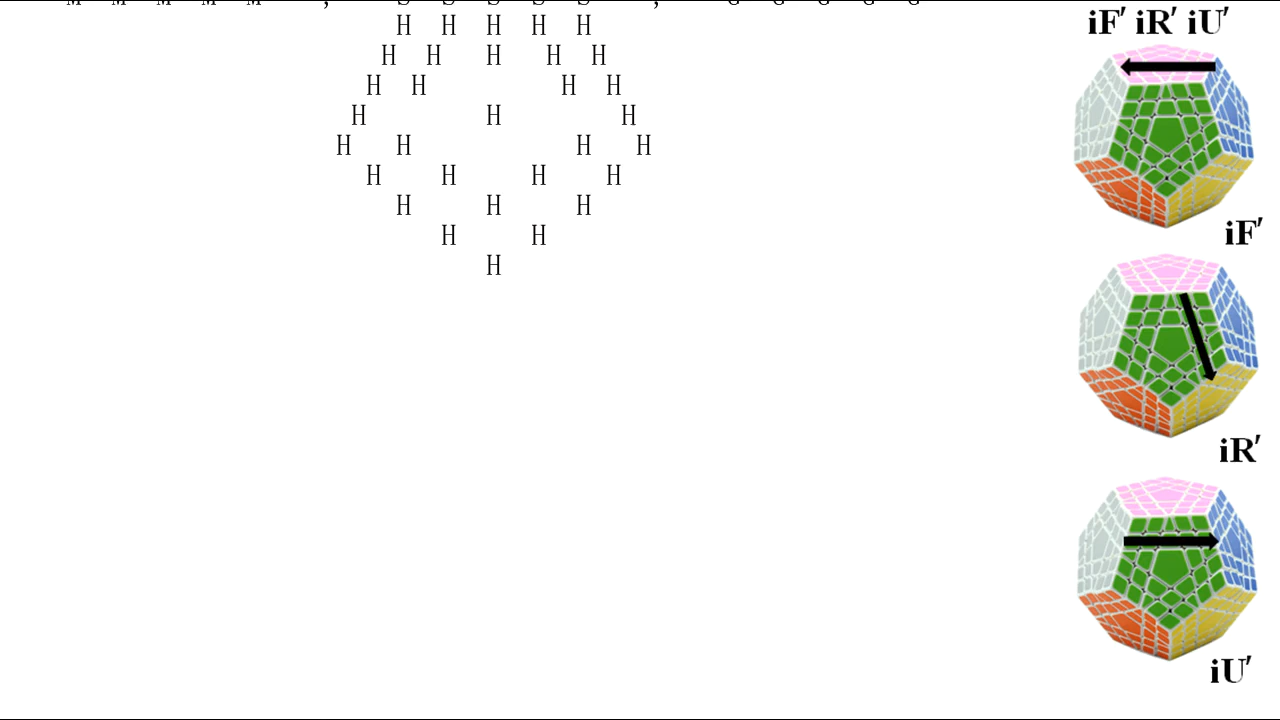 iF′ iR′ iU′
H H H H H
H H H H H
H H H H
H H H
H H H H
H H H H
H H H
iF′
H H
H
iR′
iU′